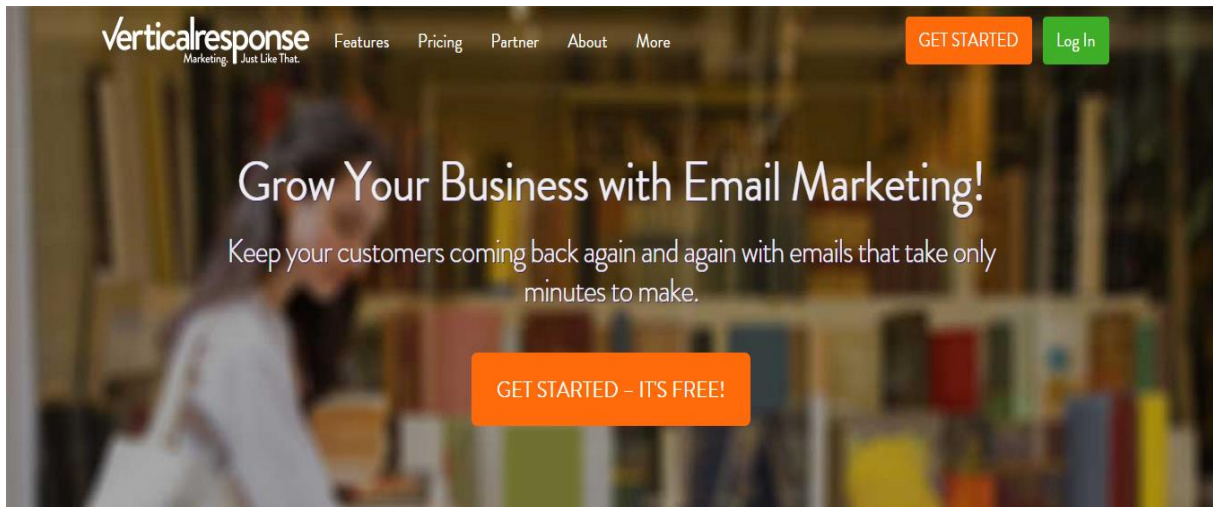 verticalresponse
Marketing. Just Like That.
Features Pricing Partner About More
GET STARTED Log In
Grow Your Business with Email Marketing!
Keep your customers coming back again and again with emails that take only
minutes to make.
GET STARTED – IT'S FREE!